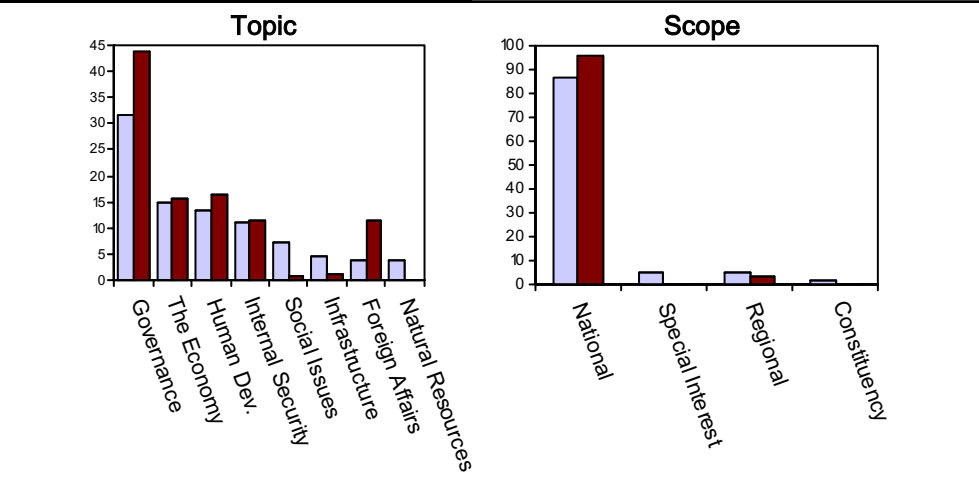 Topic
45
40
35
30
25
20
15
10
5
0
Governance
The Economy
Human Dev.
Internal Security
Social Issues
Infrastructure
Foreign Affairs
Natural Resources
Scope
100
90
80
70
60
50
40
30
20
10
0
National
Special Interest
Regional
Constituency